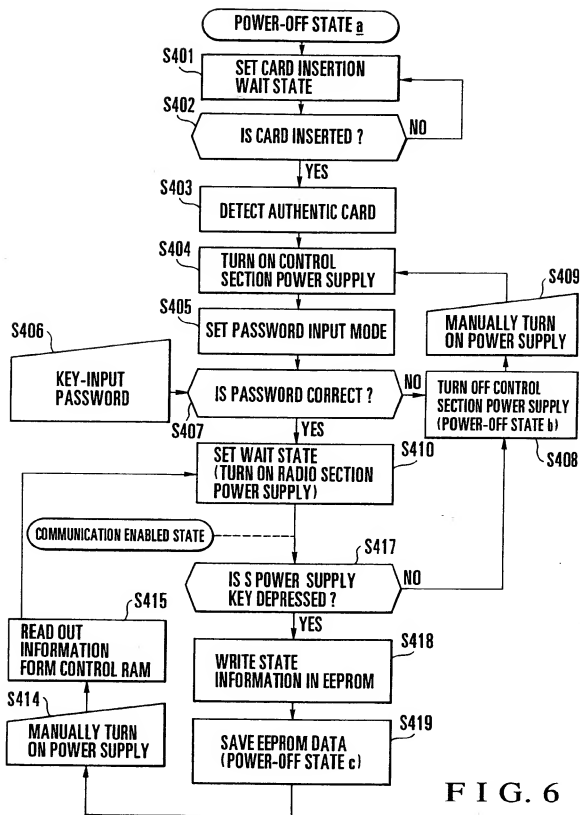 POWER-OFF STATE a
S401
SET CARD INSERTION
WAIT STATE
S402
IS CARD INSERTED ?
NO
YES
S403
DETECT AUTHENTIC CARD
S404
TURN ON CONTROL
SECTION POWER SUPPLY
S409
MANUALLY TURN
ON POWER SUPPLY
S405
SET PASSWORD INPUT MODE
S406
KEY-INPUT
PASSWORD
IS PASSWORD CORRECT ?
NO
S407
YES
TURN OFF CONTROL
SECTION POWER SUPPLY
(POWER-OFF STATE b)
S408
SET WAIT STATE
(TURN ON RADIO SECTION
POWER SUPPLY)
S410
COMMUNICATION ENABLED STATE
S417
IS S POWER SUPPLY
KEY DEPRESSED ?
NO
YES
S415
READ OUT
INFORMATION
FORM CONTROL RAM
S418
WRITE STATE
INFORMATION IN EEPROM
S414
MANUALLY TURN
ON POWER SUPPLY
S419
SAVE EEPROM DATA
(POWER-OFF STATE c)
FIG. 6